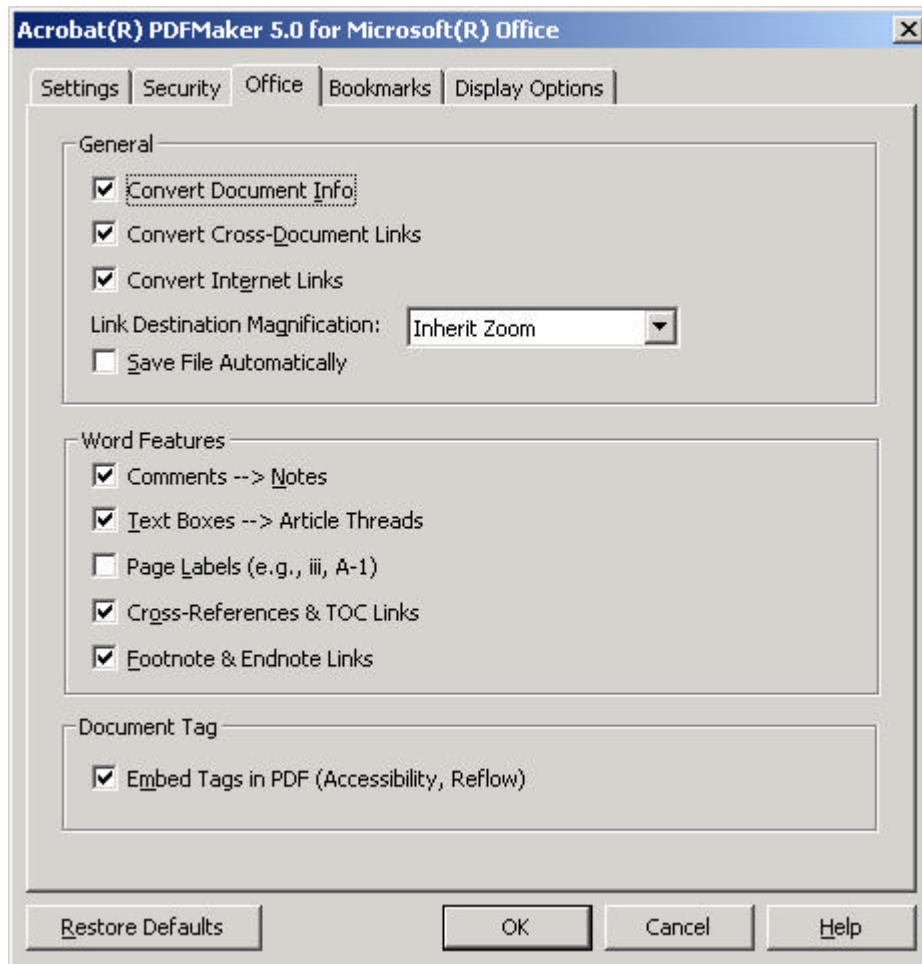 Acrobat(R) PDFMaker 5.0 for Microsoft(R) Office
Settings Security Office Bookmarks Display Options
General
Convert Document Info
Convert Cross-Document Links
Convert Internet Links
Link Destination Magnification: Inherit Zoom
Save File Automatically
Word Features
Comments --> Notes
Text Boxes --> Article Threads
Page Labels (e.g., iii, A-1)
Cross-References & TOC Links
Footnote & Endnote Links
Document Tag
Embed Tags in PDF (Accessibility, Reflow)
Restore Defaults OK Cancel Help